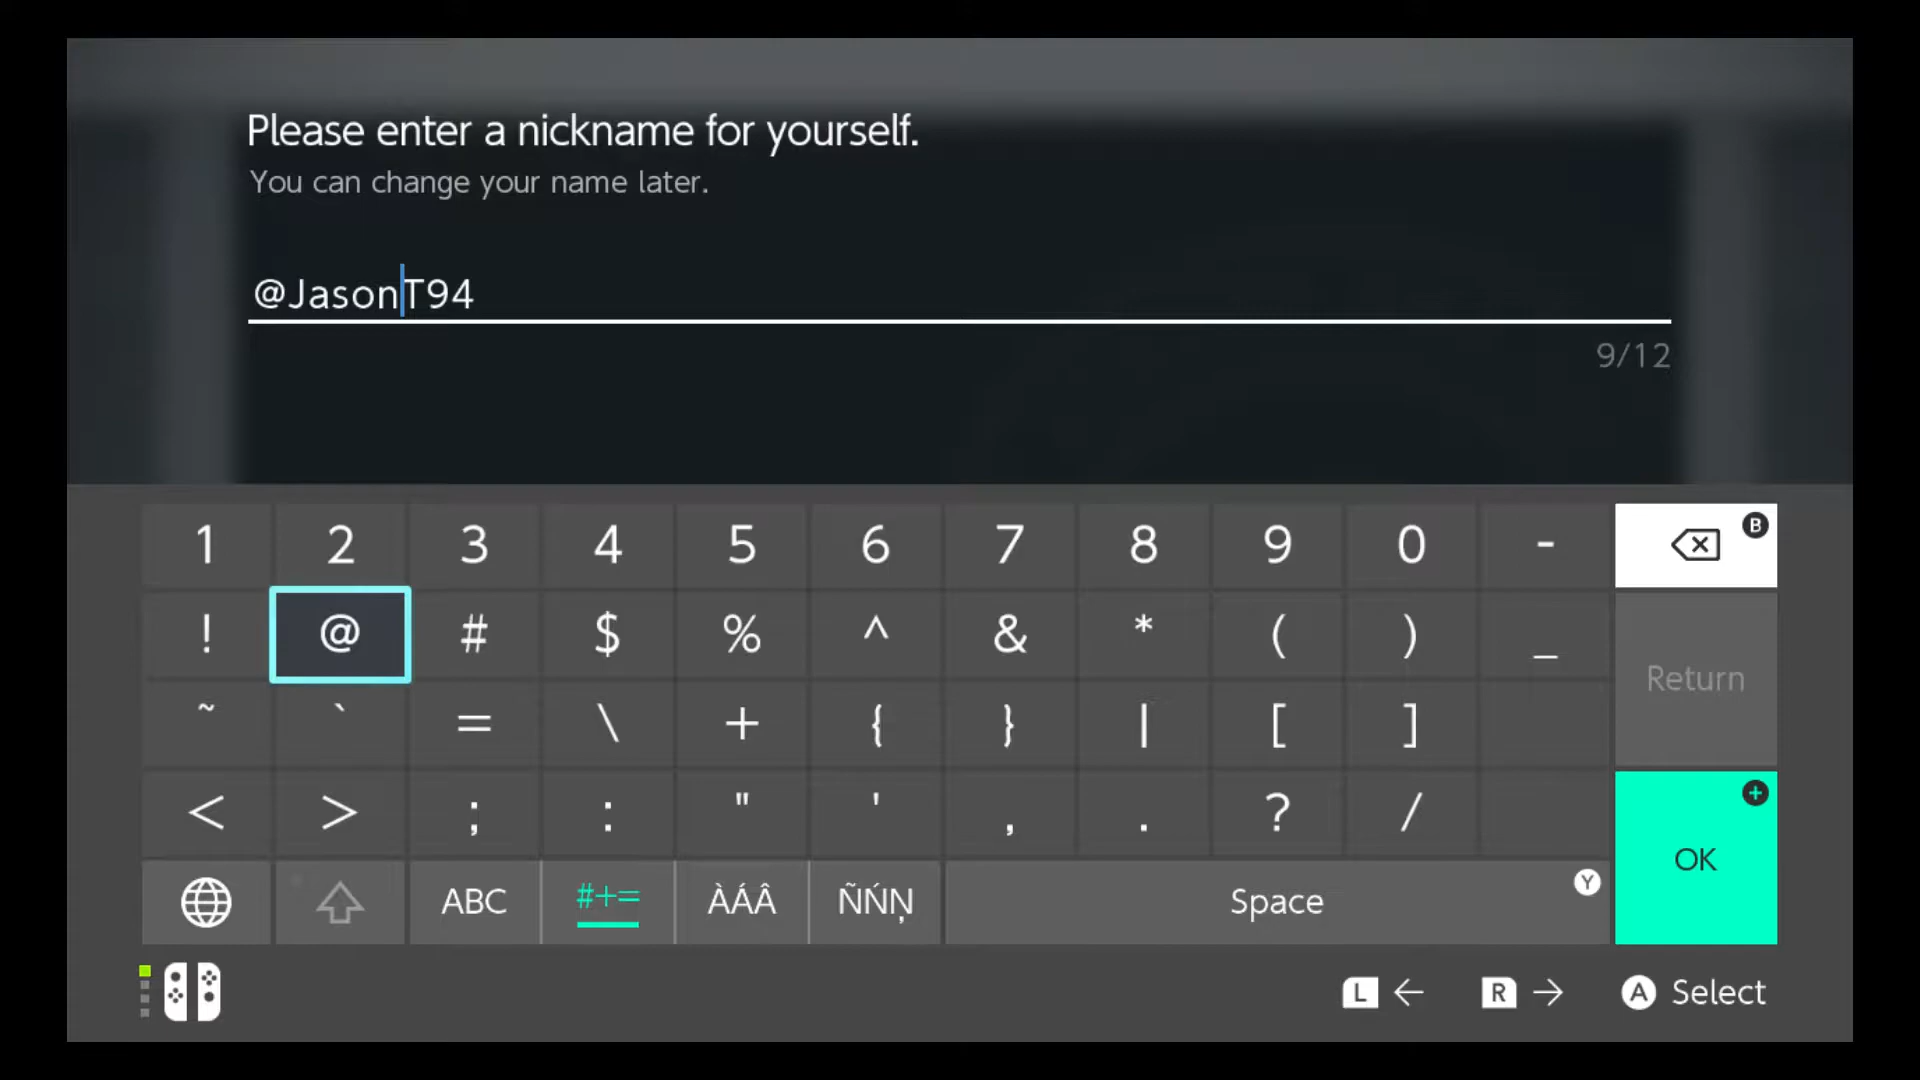 Please enter a nickname for yourself.
You can change your name later.
@JasonT94
9/12
1 2 3 4 5 6 7 8 9 0 - B
! @ # $ % ^ & * ( ) _ Return
~ ` = \ + { } | [ ]
< > ; : " ' , . ? / + OK
ABC #+= ÀÁÂ ÑŃŅ Space Y
L ← R → A Select